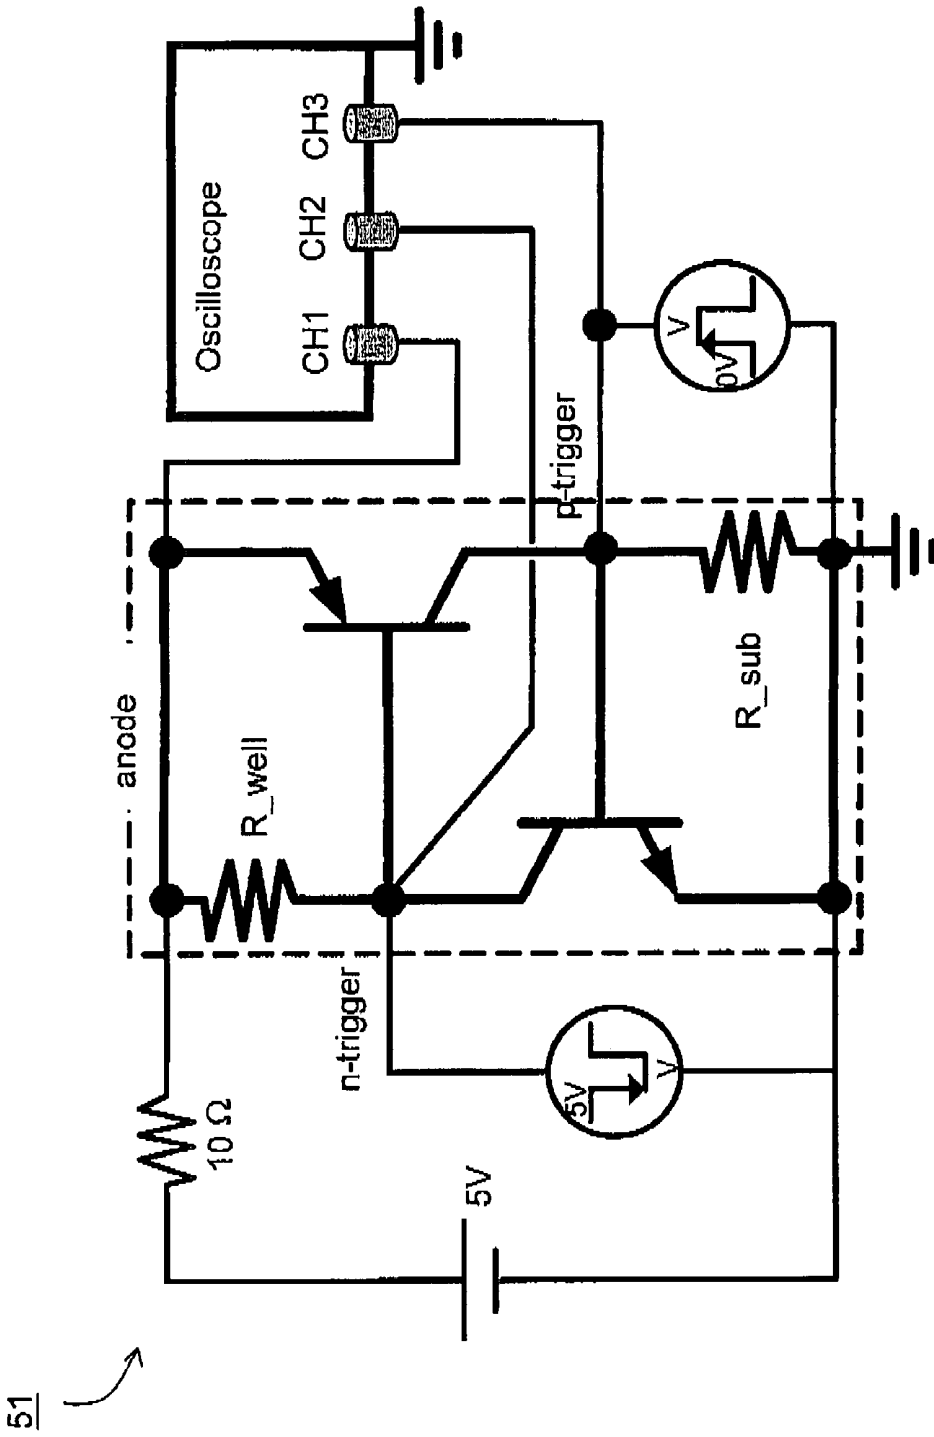 51
Oscilloscope
CH1
CH2
CH3
anode
R_well
n-trigger
p-trigger
R_sub
10 Ω
5V
5V
V
V
0V